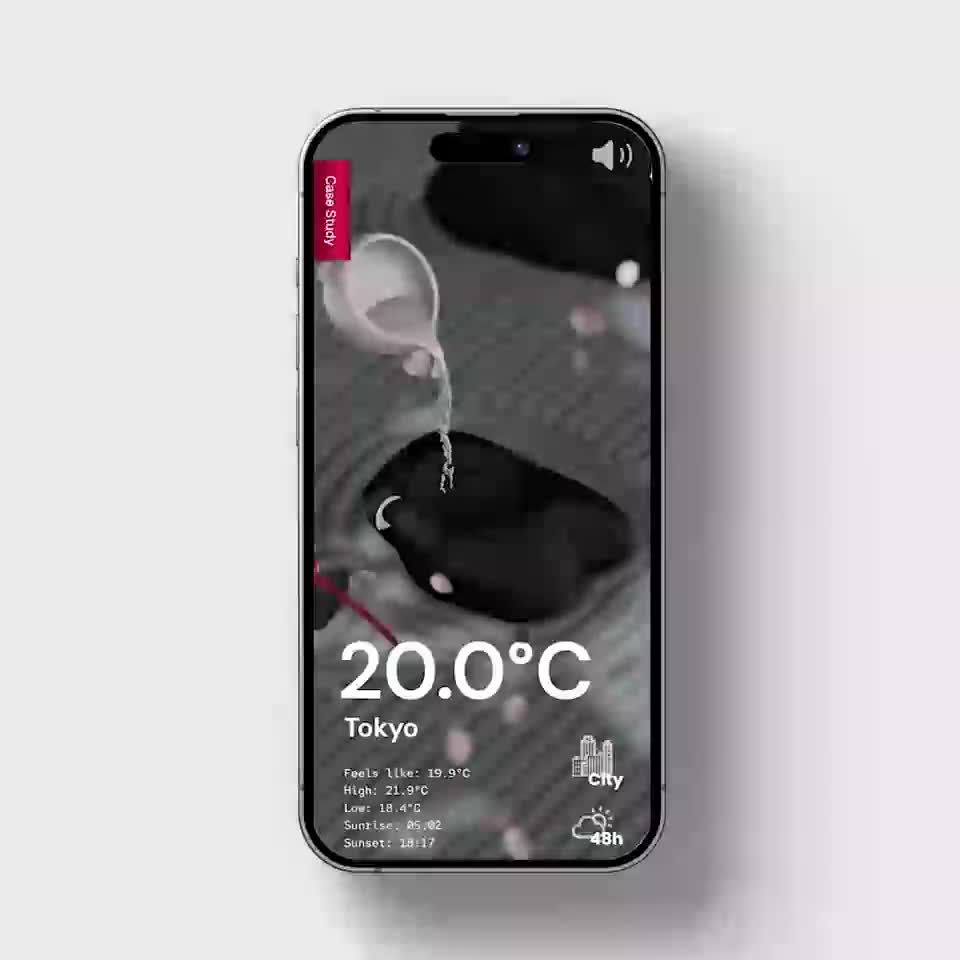 Case Study
20.0°C
Tokyo
Feels like: 19.9°C
High: 21.9°C
Low: 18.4°C
Sunrise: 05:02
Sunset: 18:17
City
48h